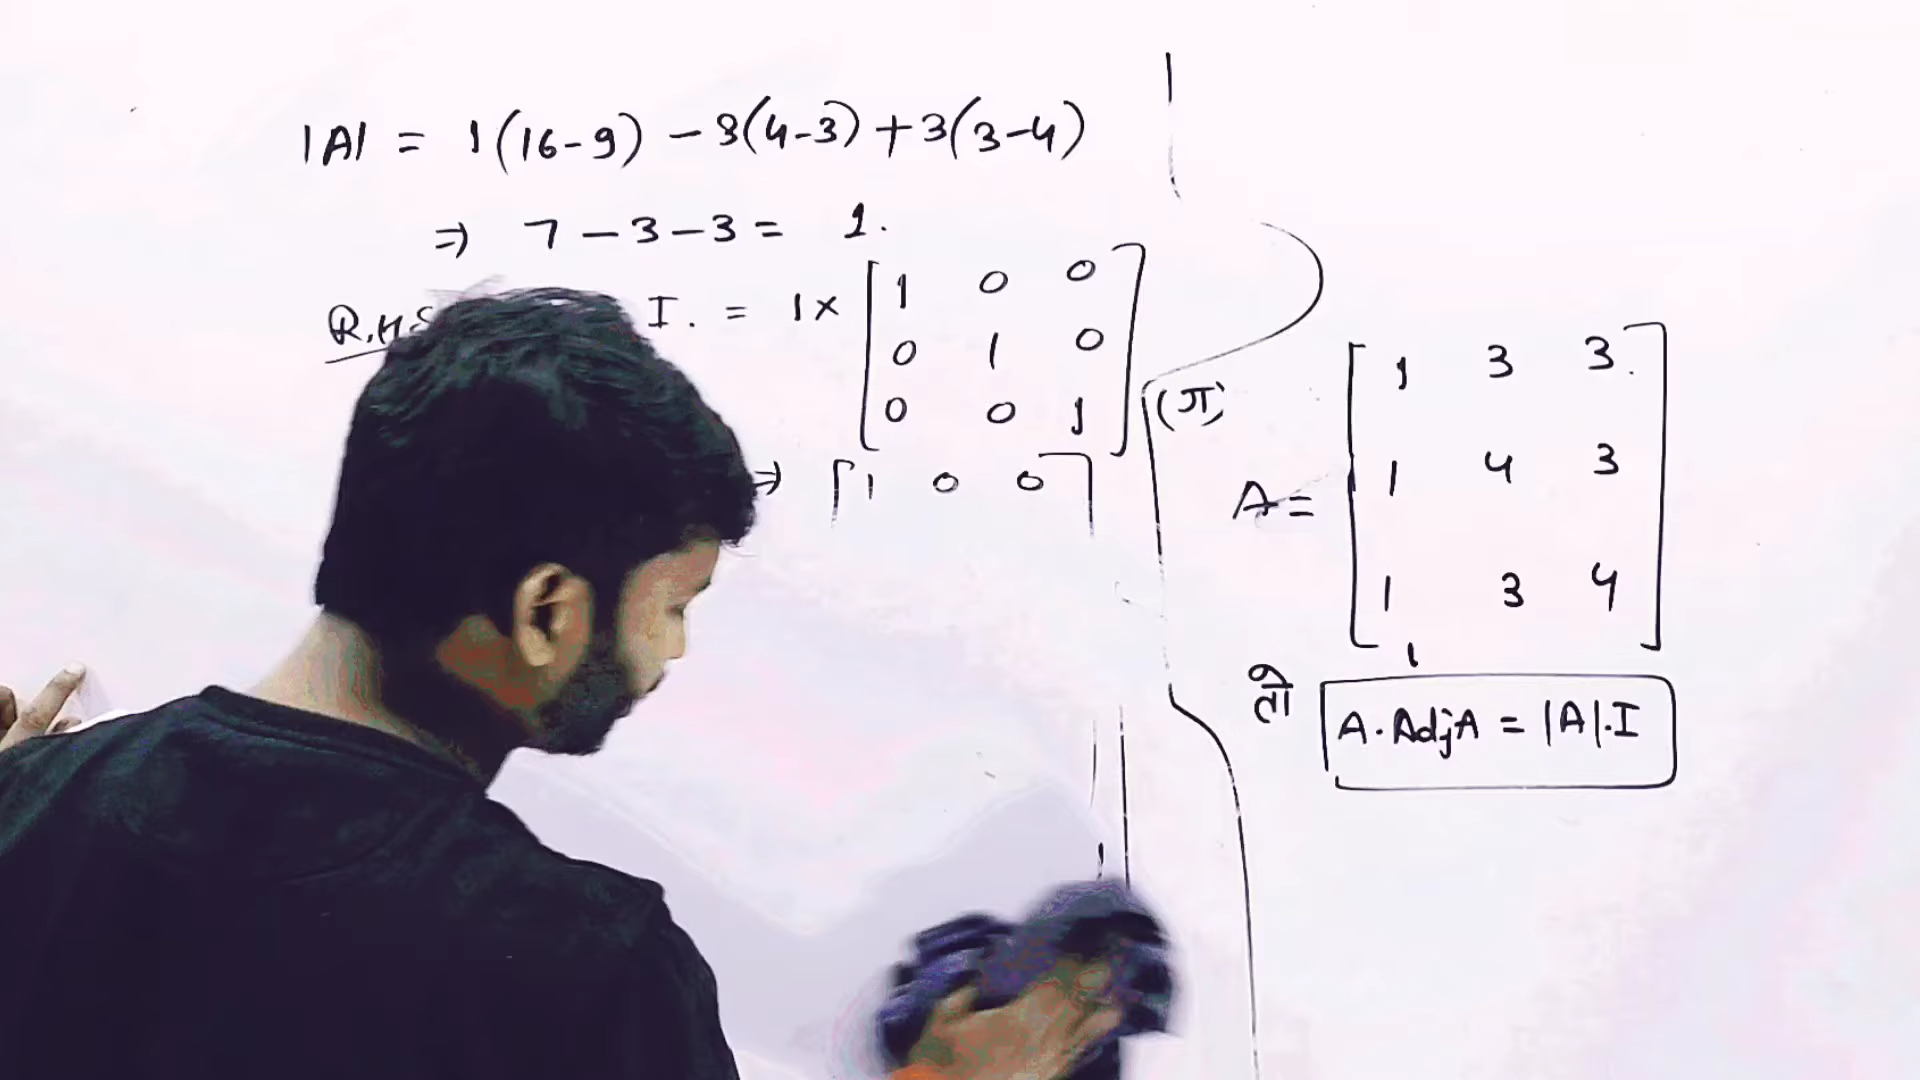 |A| = 1(16-9) - 3(4-3) + 3(3-4)
⇒ 7 - 3 - 3 = 1.
R.H.S I. = 1 × [1 0 0
0 1 0
0 0 1]
⇒ [1 0 0]
(ग)
A = [1 3 3
1 4 3
1 3 4]
तो A. AdjA = |A|.I